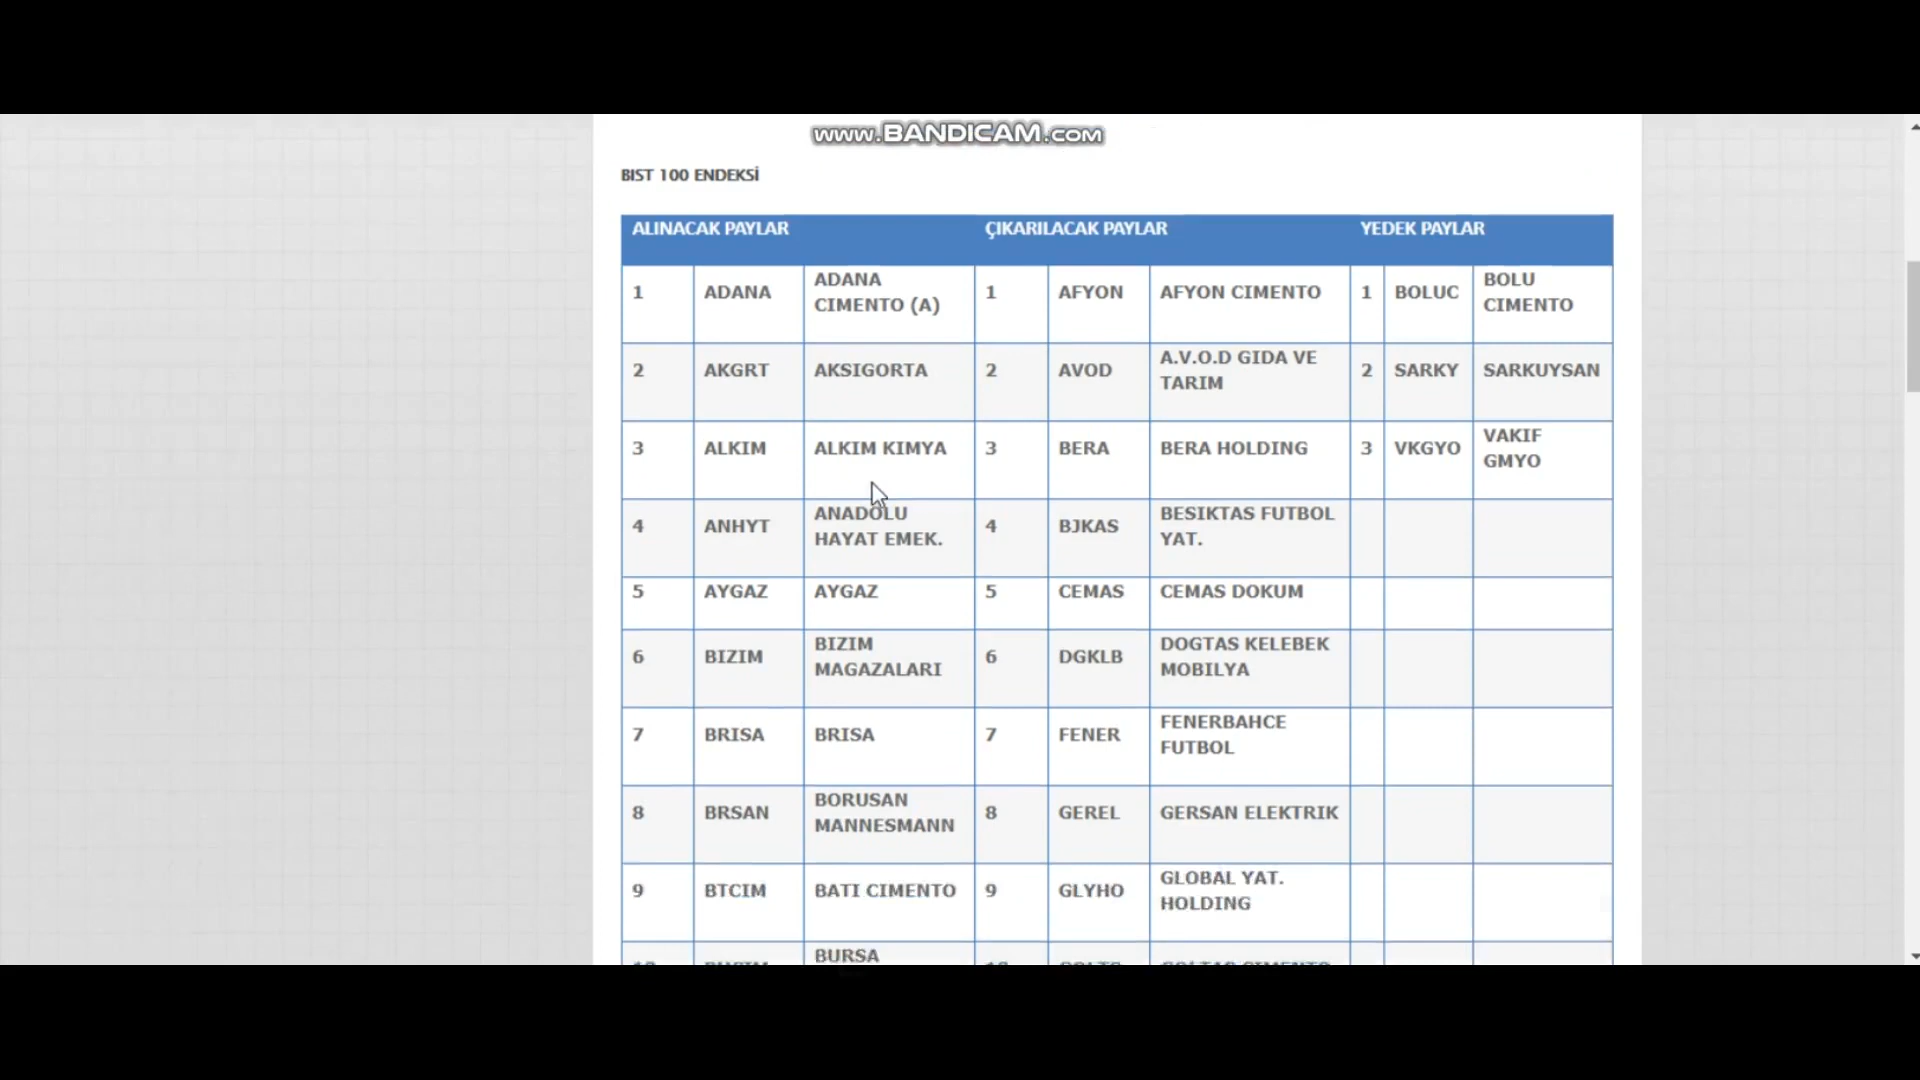 www.BANDICAM.com
BIST 100 ENDEKSİ
ALINACAK PAYLAR ÇIKARILACAK PAYLAR YEDEK PAYLAR
1 ADANA ADANA CIMENTO (A) 1 AFYON AFYON CIMENTO 1 BOLUC BOLU CIMENTO
2 AKGRT AKSIGORTA 2 AVOD A.V.O.D GIDA VE TARIM 2 SARKY SARKUYSAN
3 ALKIM ALKIM KIMYA 3 BERA BERA HOLDING 3 VKGYO VAKIF GMYO
4 ANHYT ANADOLU HAYAT EMEK. 4 BJKAS BESIKTAS FUTBOL YAT.
5 AYGAZ AYGAZ 5 CEMAS CEMAS DOKUM
6 BIZIM BIZIM MAGAZALARI 6 DGKLB DOGTAS KELEBEK MOBILYA
7 BRISA BRISA 7 FENER FENERBAHCE FUTBOL
8 BRSAN BORUSAN MANNESMANN 8 GEREL GERSAN ELEKTRIK
9 BTCIM BATI CIMENTO 9 GLYHO GLOBAL YAT. HOLDING
BURSA